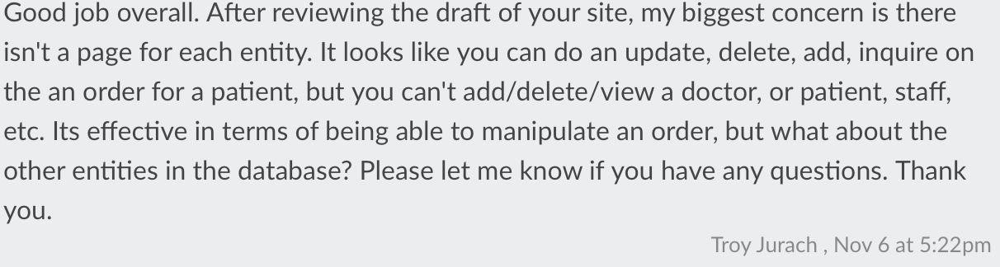 Good job overall. After reviewing the draft of your site, my biggest concern is there
isn't a page for each entity. It looks like you can do an update, delete, add, inquire on
the an order for a patient, but you can't add/delete/view a doctor, or patient, staff,
etc. Its effective in terms of being able to manipulate an order, but what about the
other entities in the database? Please let me know if you have any questions. Thank
you.
Troy Jurach , Nov 6 at 5:22pm